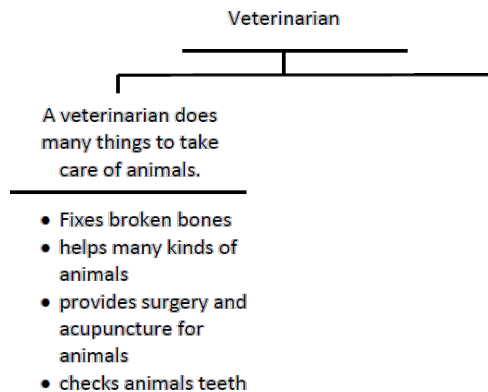 Veterinarian
A veterinarian does
many things to take
care of animals.
• Fixes broken bones
• helps many kinds of
animals
• provides surgery and
acupuncture for
animals
• checks animals teeth